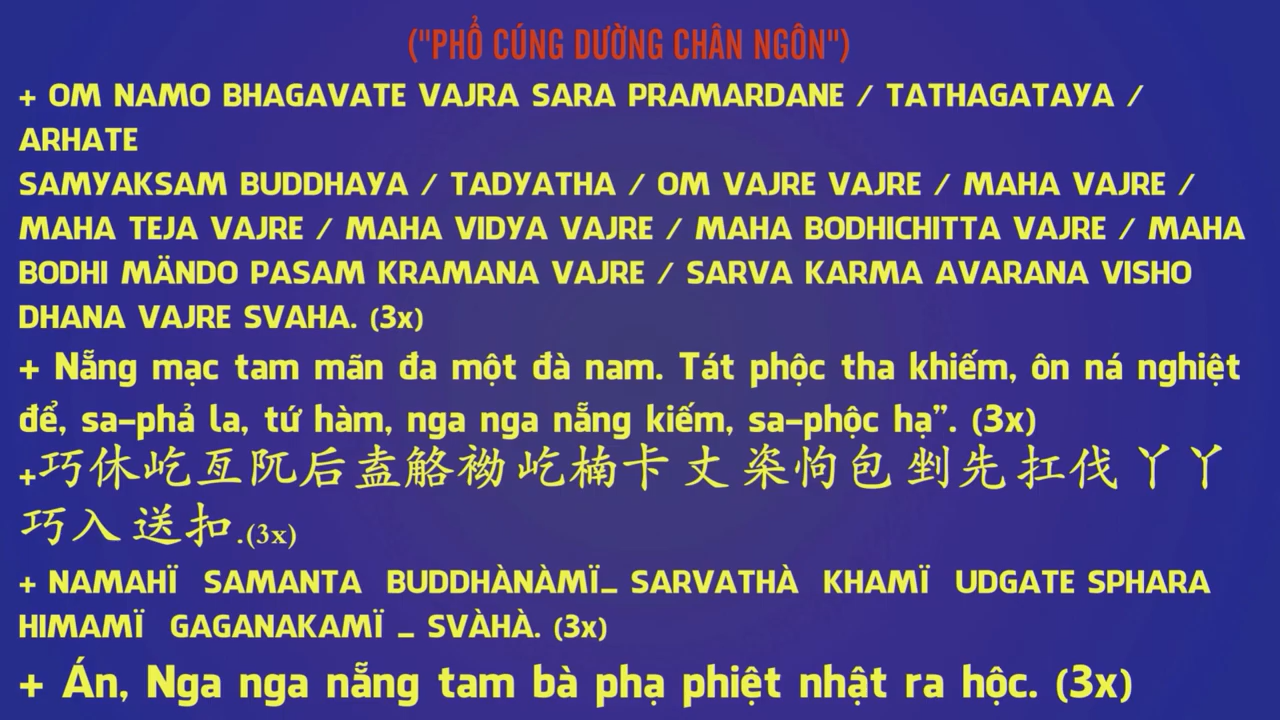 ("PHỔ CÚNG DƯỜNG CHÂN NGÔN")
+ OM NAMO BHAGAVATE VAJRA SARA PRAMARDANE / TATHAGATAYA /
ARHATE
SAMYAKSAM BUDDHAYA / TADYATHA / OM VAJRE VAJRE / MAHA VAJRE /
MAHA TEJA VAJRE / MAHA VIDYA VAJRE / MAHA BODHICHITTA VAJRE / MAHA
BODHI MÄNDO PASAM KRAMANA VAJRE / SARVA KARMA AVARANA VISHO
DHANA VAJRE SVAHA. (3x)
+ Nẵng mạc tam mãn đa một đà nam. Tát phộc tha khiếm, ôn ná nghiệt
để, sa-phả la, tứ hàm, nga nga nẵng kiếm, sa-phộc hạ”. (3x)
+巧休屹亙阢后盍觡袎 屹楠卡 丈 桼怐包 剉先 扛伐 丫丫
巧入 送扣.(3x)
+ NAMAHÏ SAMANTA BUDDHÀNÀMÏ_ SARVATHÀ KHAMÏ UDGATE SPHARA
HIMAMÏ GAGANAKAMÏ _ SVÀHÀ. (3x)
+ Án, Nga nga nẵng tam bà phạ phiệt nhật ra hộc. (3x)